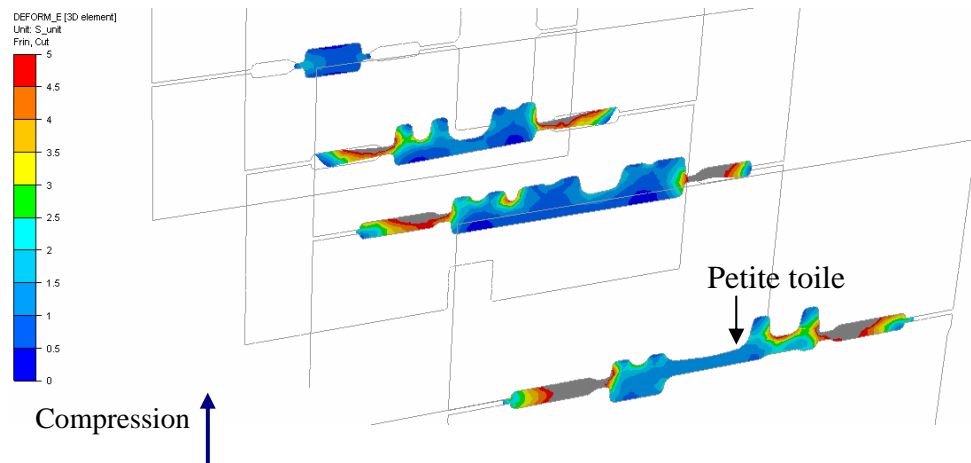 DEFORM_E [3D element]
Unit: S_unit
Frin, Cut
5
4.5
4
3.5
3
2.5
2
1.5
1
0.5
0
Petite toile
Compression